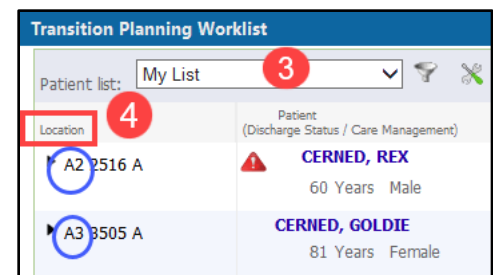 Transition Planning Worklist
Patient list: My List 3
4
Location Patient
(Discharge Status / Care Management)
A2 2516 A CERNED, REX
60 Years Male
A3 3505 A CERNED, GOLDIE
81 Years Female